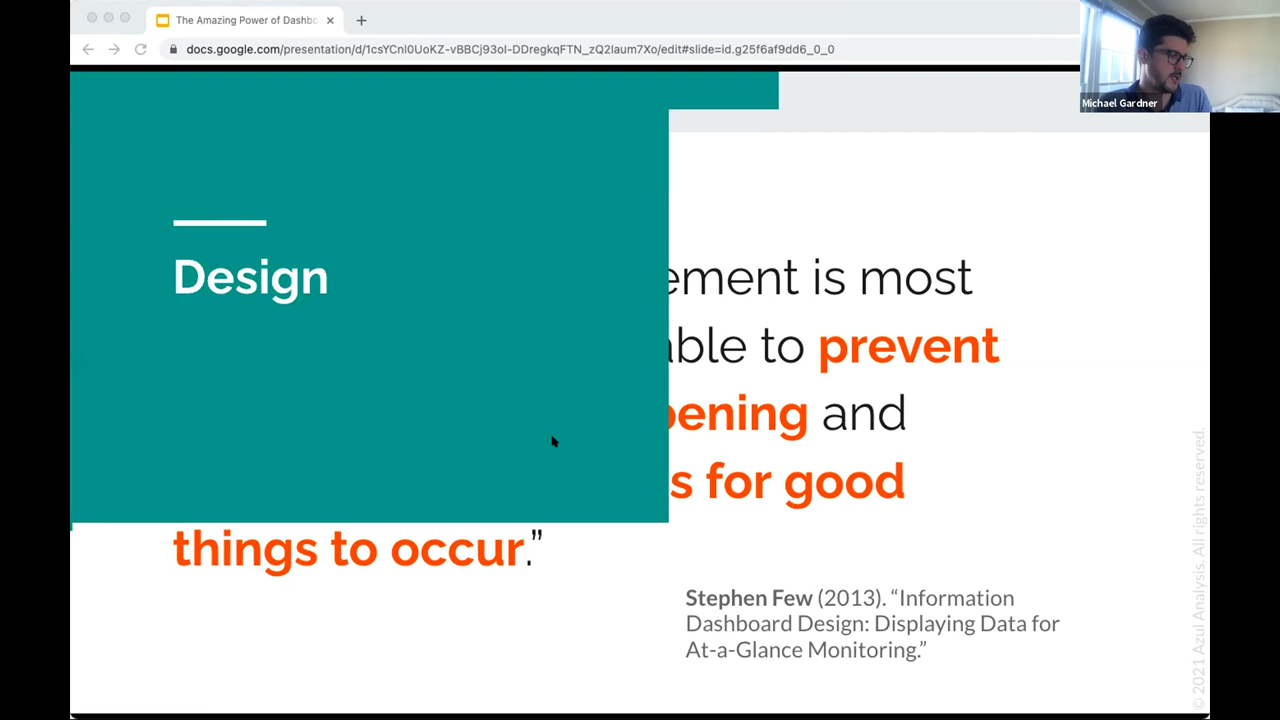 The Amazing Power of Dashbo
docs.google.com/presentation/d/1csYCnl0UoKZ-vBBCj93oI-DDregkqFTN_zQ2laum7Xo/edit#slide=id.g25f6af9dd6_0_0
Michael Gardner
Design
ement is most
able to prevent
pening and
s for good
things to occur.”
Stephen Few (2013). “Information
Dashboard Design: Displaying Data for
At-a-Glance Monitoring.”
© 2021 Azul Analysis. All rights reserved.